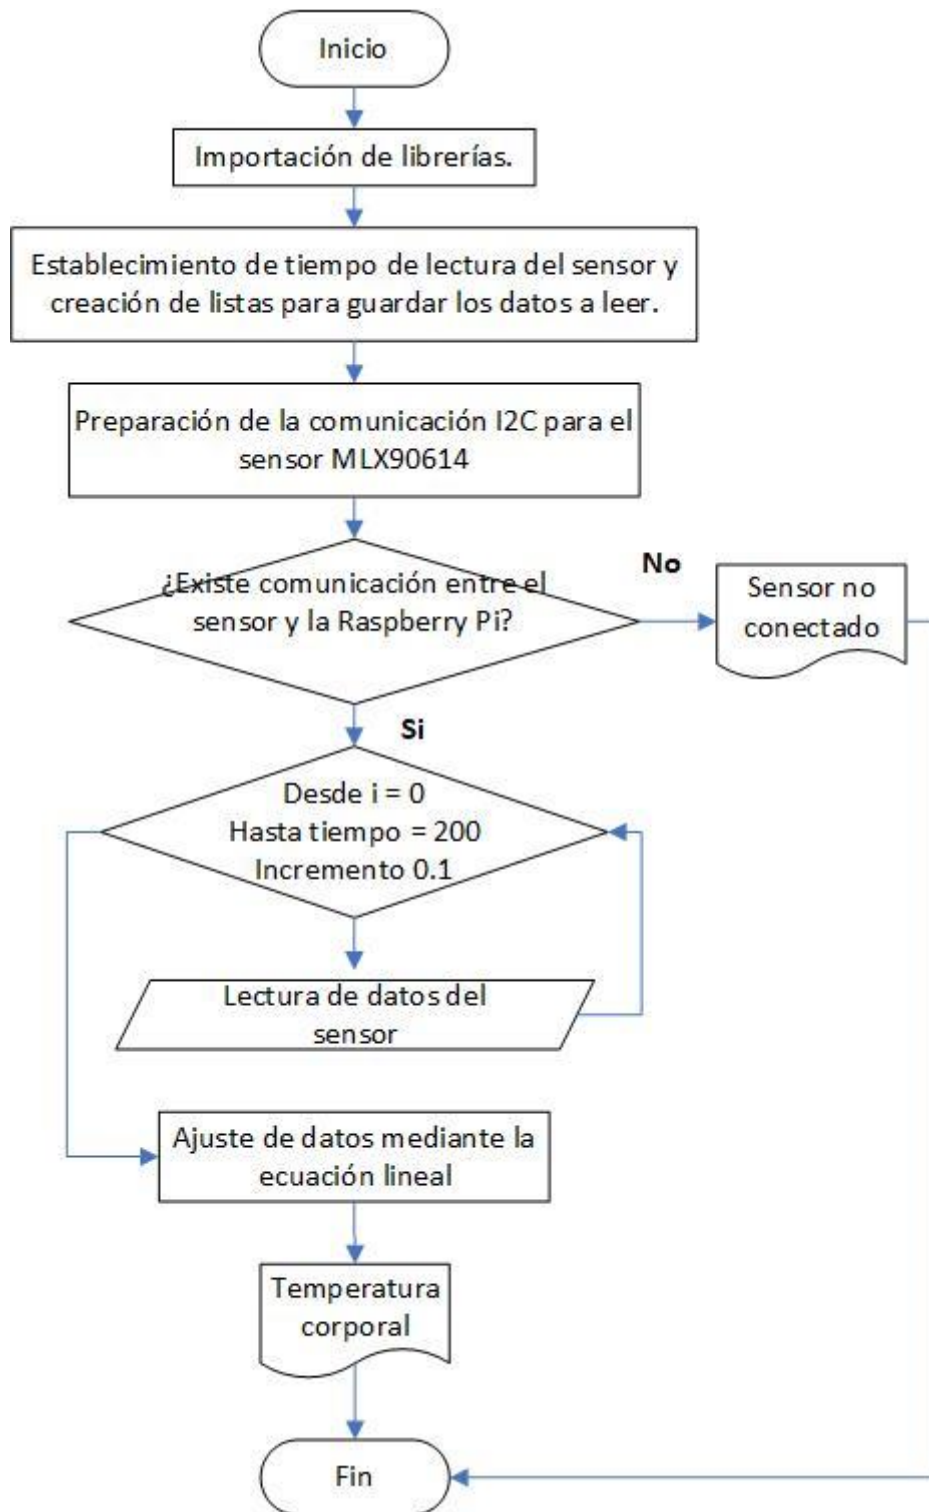 Inicio
Importación de librerías.
Establecimiento de tiempo de lectura del sensor y
creación de listas para guardar los datos a leer.
Preparación de la comunicación I2C para el
sensor MLX90614
¿Existe comunicación entre el
sensor y la Raspberry Pi?
No
Sensor no
conectado
Si
Desde i = 0
Hasta tiempo = 200
Incremento 0.1
Lectura de datos del
sensor
Ajuste de datos mediante la
ecuación lineal
Temperatura
corporal
Fin